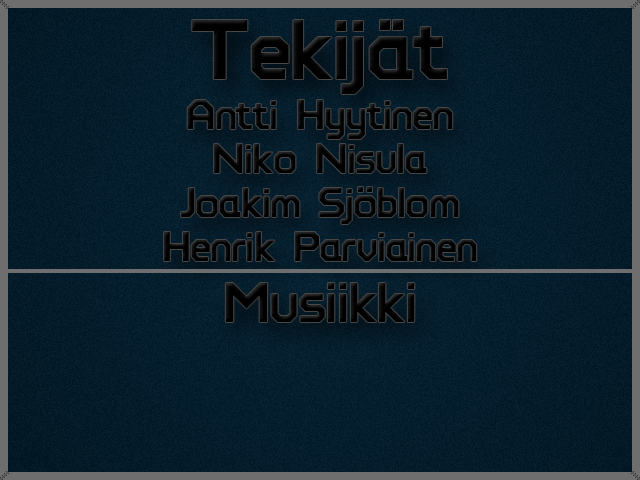 Tekijät
Antti Hyytinen
Niko Nisula
Joakim Sjöblom
Henrik Parviainen
Musiikki